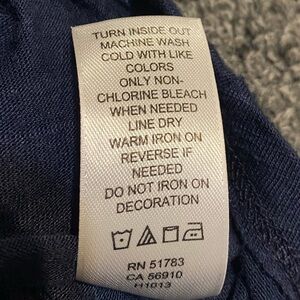 TURN INSIDE OUT
MACHINE WASH
COLD WITH LIKE
COLORS
ONLY NON-
CHLORINE BLEACH
WHEN NEEDED
LINE DRY
WARM IRON ON
REVERSE IF
NEEDED
DO NOT IRON ON
DECORATION
RN 51783
CA 56910
H1013